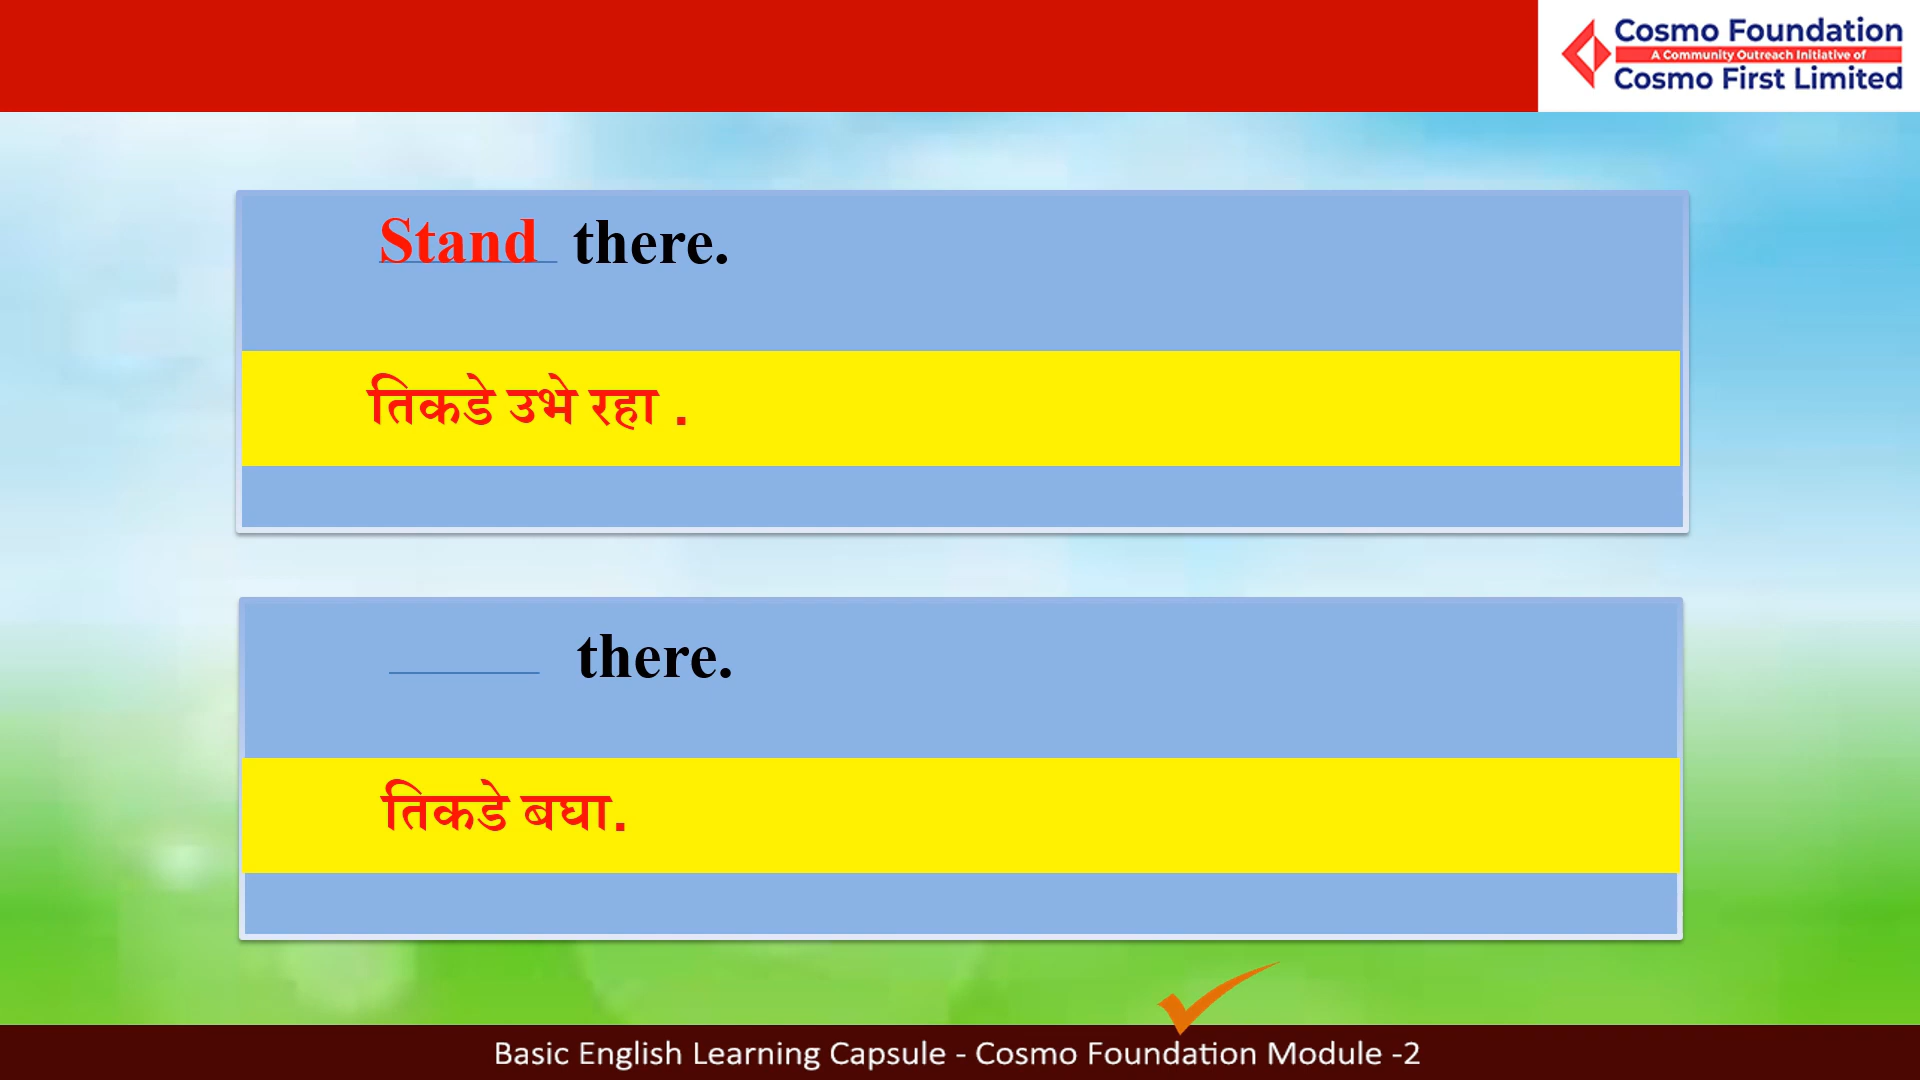 Cosmo Foundation
A Community Outreach Initiative of
Cosmo First Limited
Stand there.
तिकडे उभे रहा .
there.
तिकडे बघा.
Basic English Learning Capsule - Cosmo Foundation Module -2